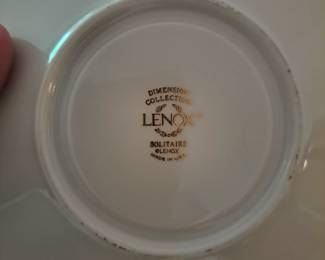 DIMENSION
COLLECTION
LENOX
SOLITAIRE
©LENOX
MADE IN U.S.A.